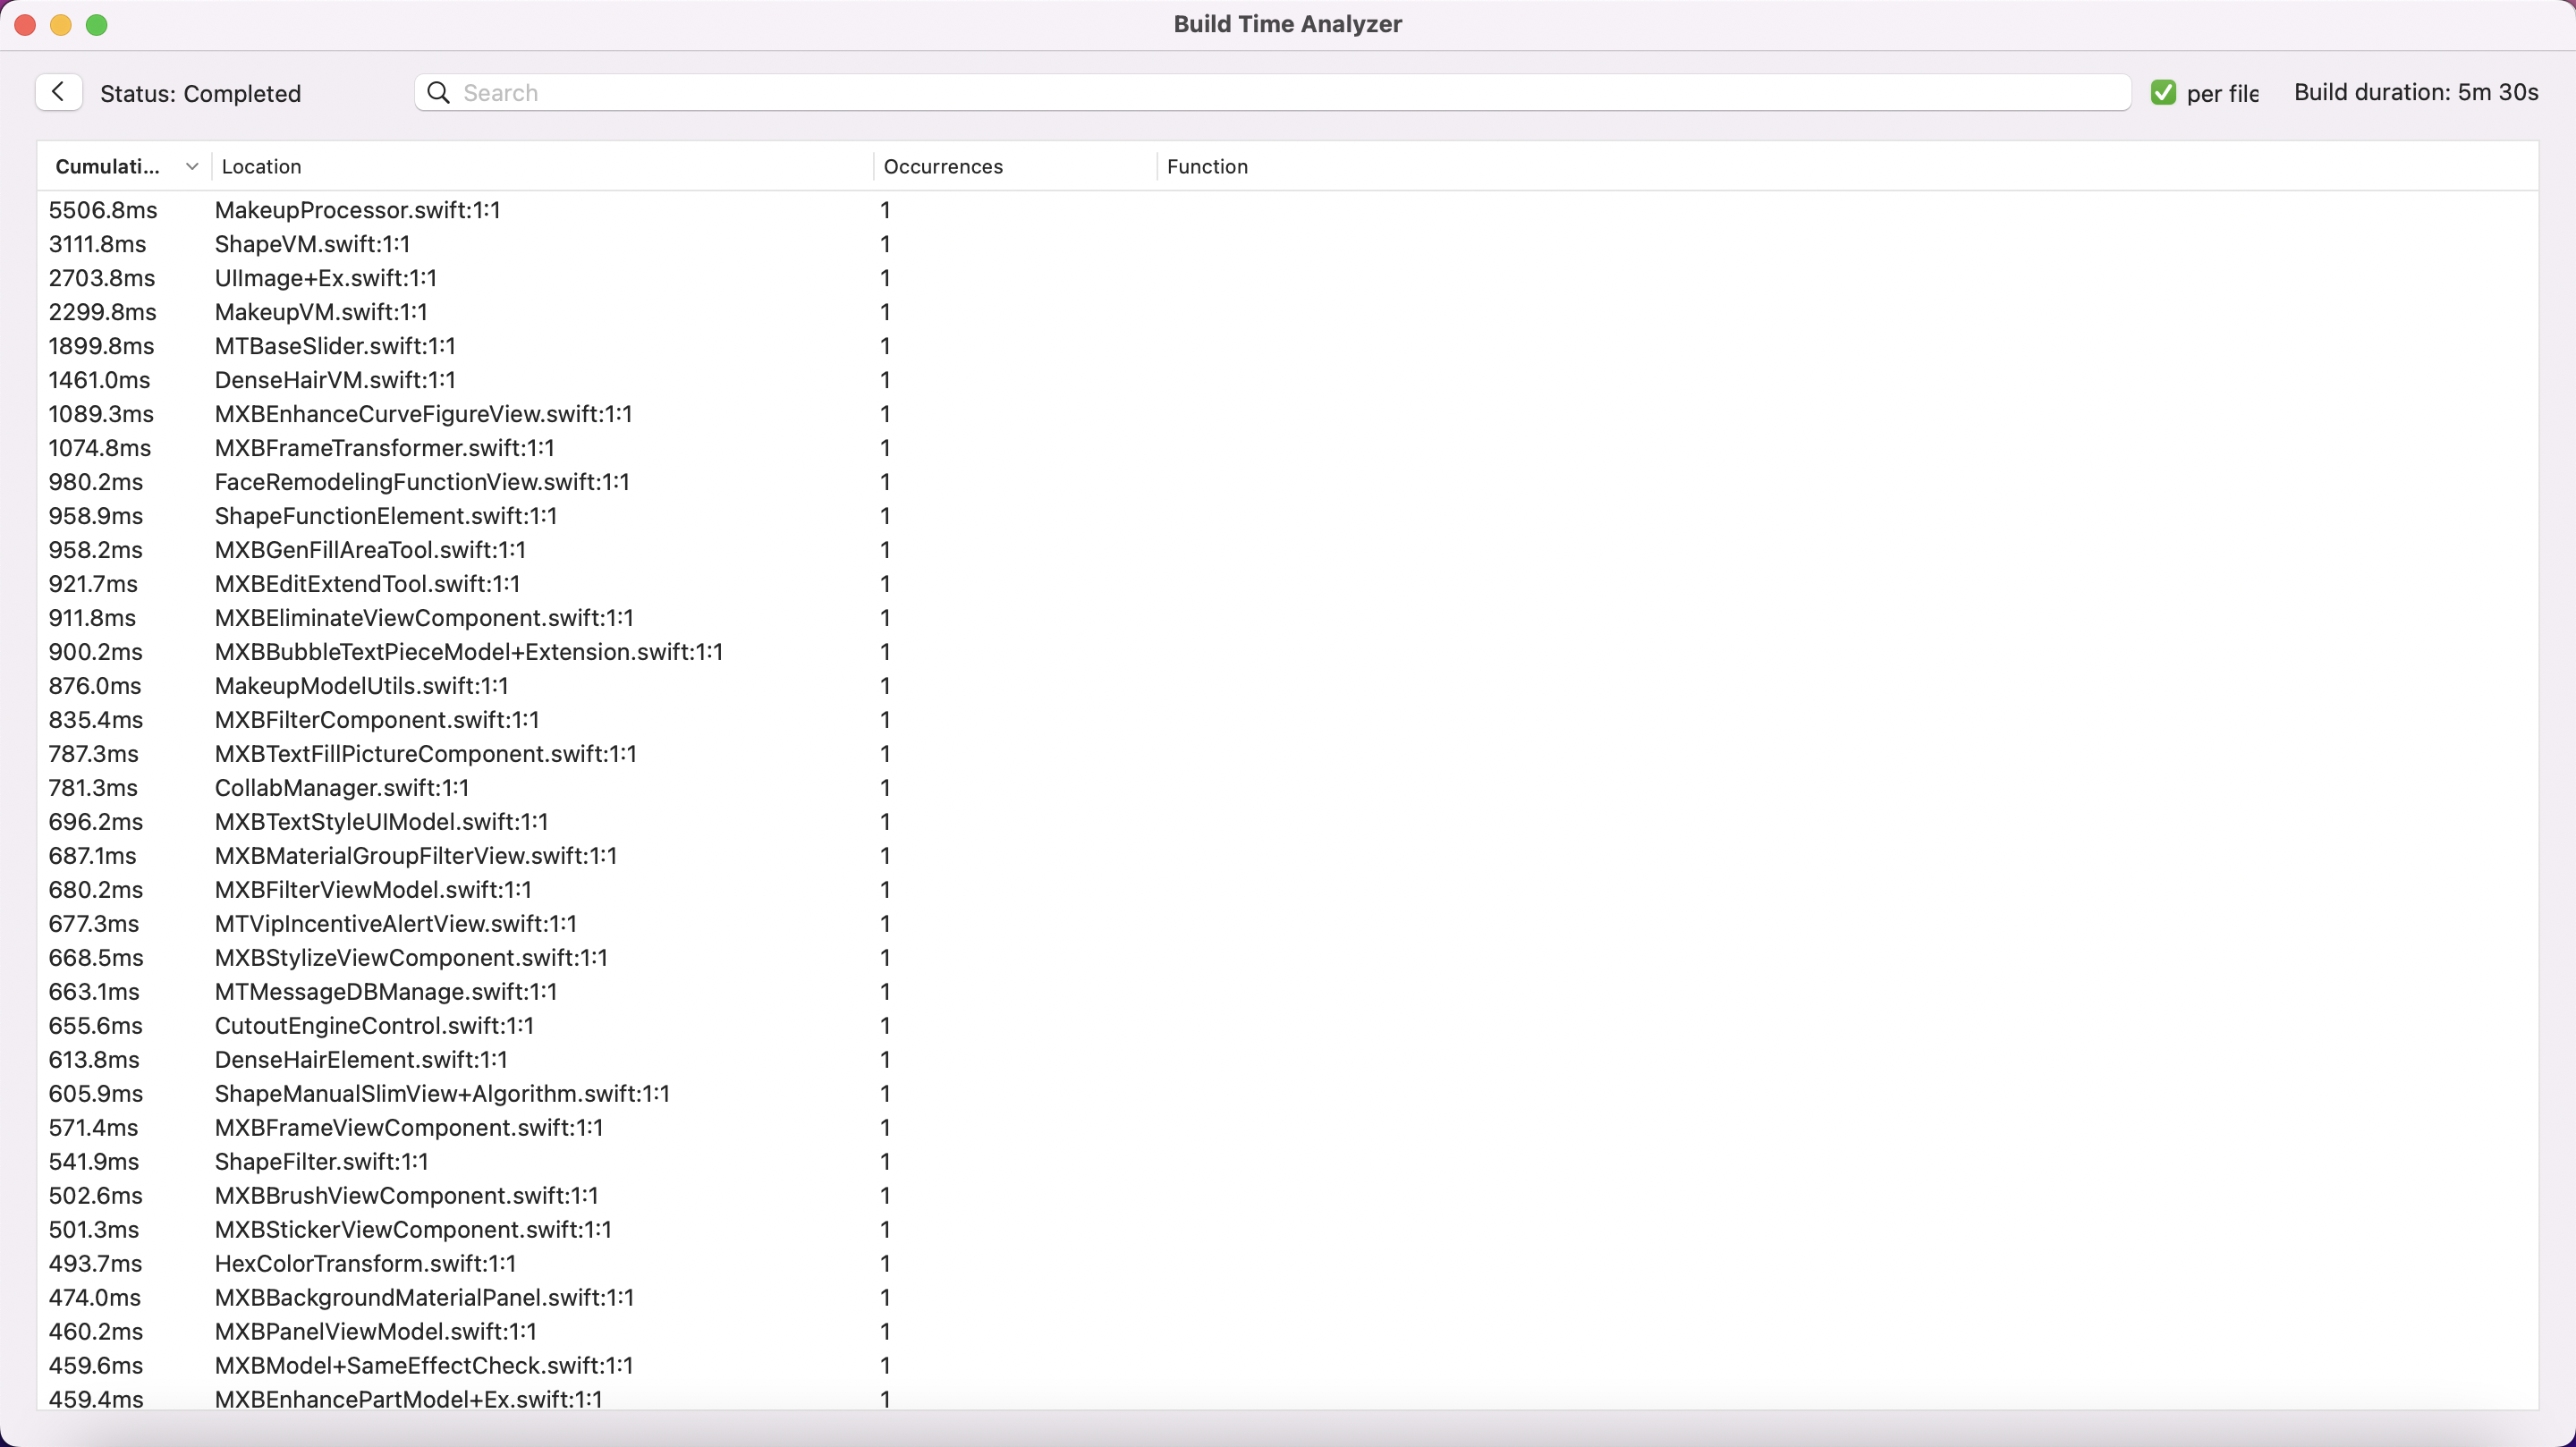 Build Time Analyzer
Status: Completed
Search
per file
Build duration: 5m 30s
Cumulati... Location Occurrences Function
5506.8ms MakeupProcessor.swift:1:1 1
3111.8ms ShapeVM.swift:1:1 1
2703.8ms UIImage+Ex.swift:1:1 1
2299.8ms MakeupVM.swift:1:1 1
1899.8ms MTBaseSlider.swift:1:1 1
1461.0ms DenseHairVM.swift:1:1 1
1089.3ms MXBEnhanceCurveFigureView.swift:1:1 1
1074.8ms MXBFrameTransformer.swift:1:1 1
980.2ms FaceRemodelingFunctionView.swift:1:1 1
958.9ms ShapeFunctionElement.swift:1:1 1
958.2ms MXBGenFillAreaTool.swift:1:1 1
921.7ms MXBEditExtendTool.swift:1:1 1
911.8ms MXBEliminateViewComponent.swift:1:1 1
900.2ms MXBBubbleTextPieceModel+Extension.swift:1:1 1
876.0ms MakeupModelUtils.swift:1:1 1
835.4ms MXBFilterComponent.swift:1:1 1
787.3ms MXBTextFillPictureComponent.swift:1:1 1
781.3ms CollabManager.swift:1:1 1
696.2ms MXBTextStyleUIModel.swift:1:1 1
687.1ms MXBMaterialGroupFilterView.swift:1:1 1
680.2ms MXBFilterViewModel.swift:1:1 1
677.3ms MTVipIncentiveAlertView.swift:1:1 1
668.5ms MXBStylizeViewComponent.swift:1:1 1
663.1ms MTMessageDBManage.swift:1:1 1
655.6ms CutoutEngineControl.swift:1:1 1
613.8ms DenseHairElement.swift:1:1 1
605.9ms ShapeManualSlimView+Algorithm.swift:1:1 1
571.4ms MXBFrameViewComponent.swift:1:1 1
541.9ms ShapeFilter.swift:1:1 1
502.6ms MXBBrushViewComponent.swift:1:1 1
501.3ms MXBStickerViewComponent.swift:1:1 1
493.7ms HexColorTransform.swift:1:1 1
474.0ms MXBBackgroundMaterialPanel.swift:1:1 1
460.2ms MXBPanelViewModel.swift:1:1 1
459.6ms MXBModel+SameEffectCheck.swift:1:1 1
459.4ms MXBEnhancePartModel+Ex.swift:1:1 1